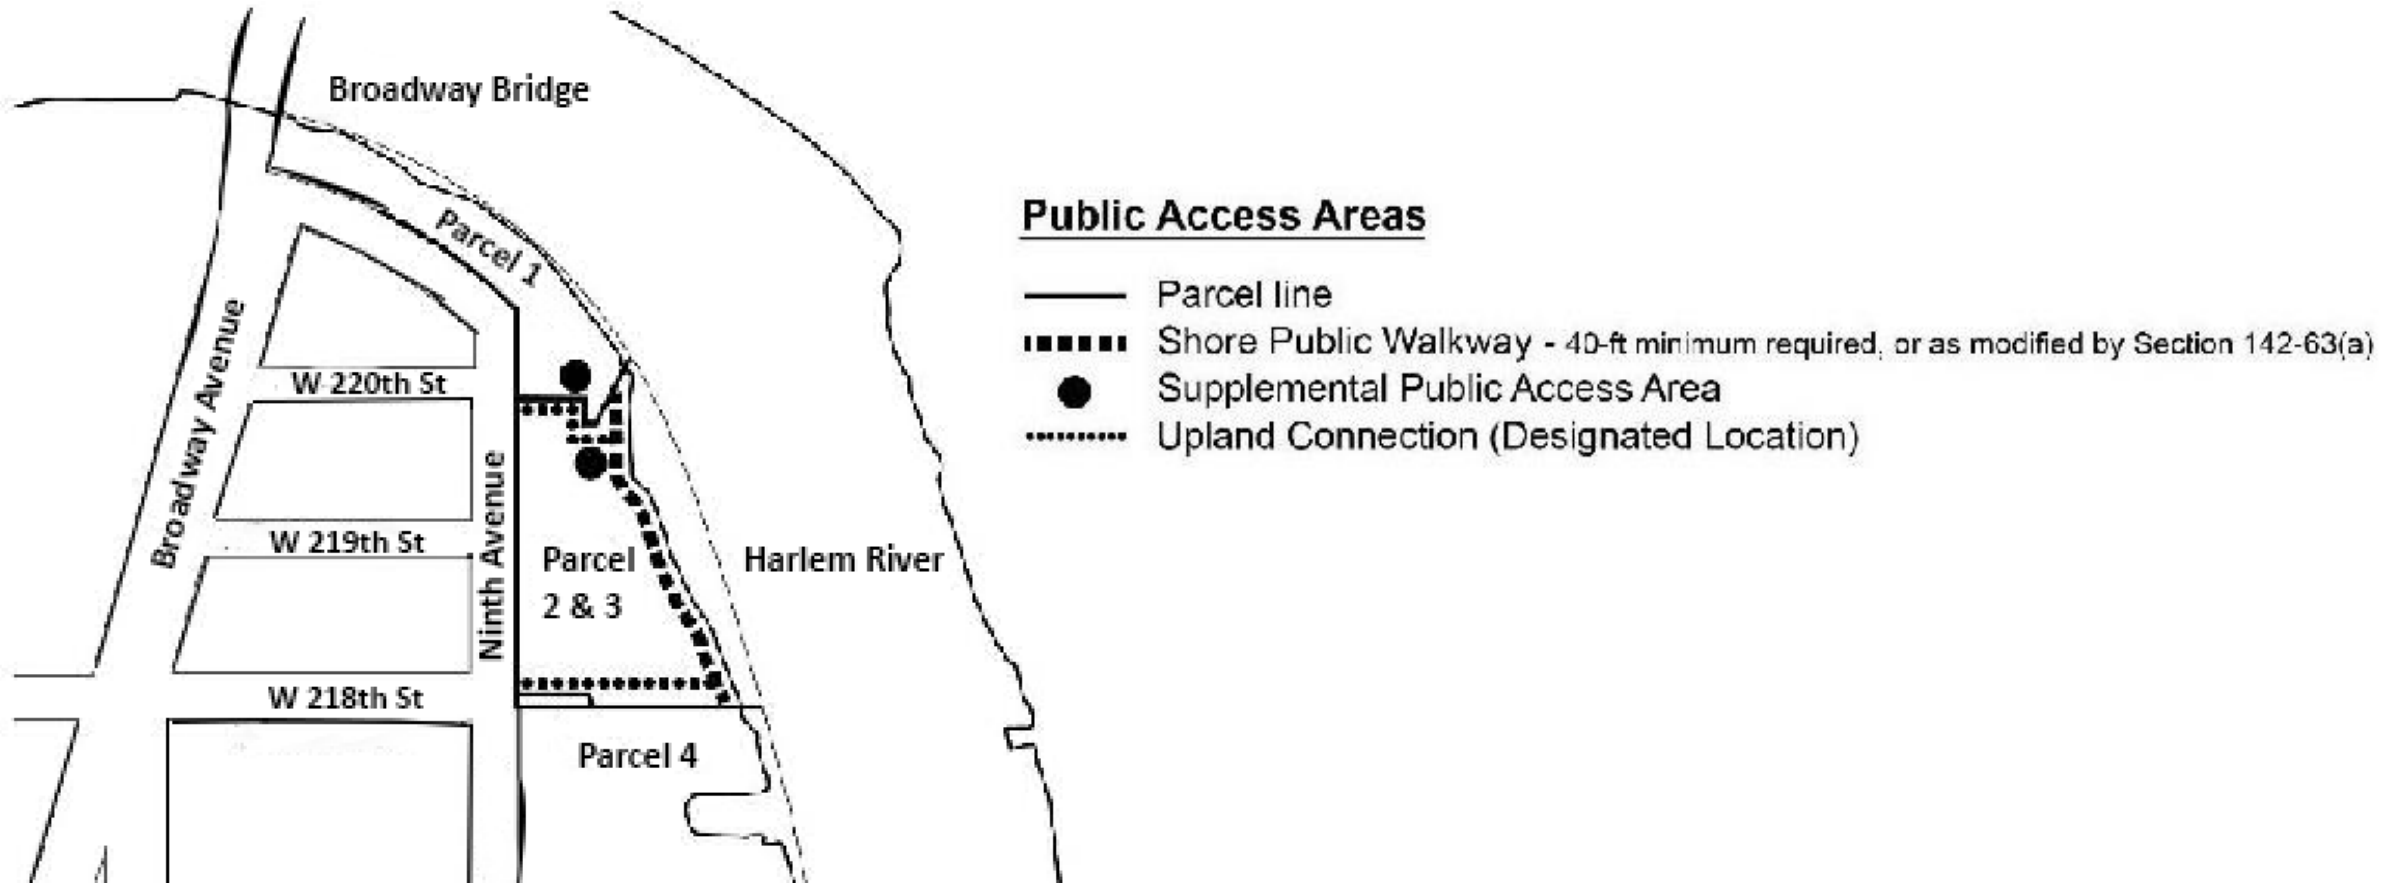 Broadway Bridge
Parcel 1
Broadway Avenue
W 220th St
W 219th St
Ninth Avenue
Parcel
2 & 3
Harlem River
W 218th St
Parcel 4
Public Access Areas
Parcel line
Shore Public Walkway - 40-ft minimum required, or as modified by Section 142-63(a)
Supplemental Public Access Area
Upland Connection (Designated Location)